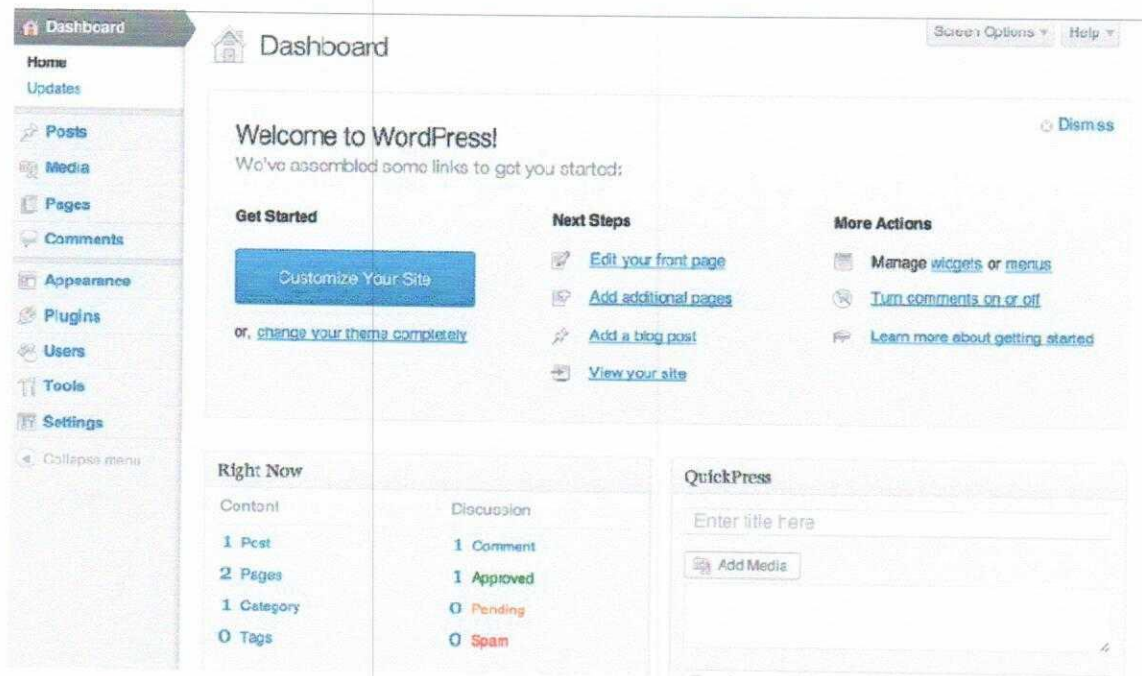 Dashboard
Home
Updates
Posts
Media
Pages
Comments
Appearance
Plugins
Users
Tools
Settings
Collapse menu
Dashboard
Screen Options
Help
Welcome to WordPress!
We've assembled some links to get you started:
Dismiss
Get Started
Customize Your Site
or, change your theme completely
Next Steps
Edit your front page
Add additional pages
Add a blog post
View your site
More Actions
Manage widgets or menus
Turn comments on or off
Learn more about getting started
Right Now
Content
1 Post
2 Pages
1 Category
0 Tags
Discussion
1 Comment
1 Approved
0 Pending
0 Spam
QuickPress
Enter title here
Add Media